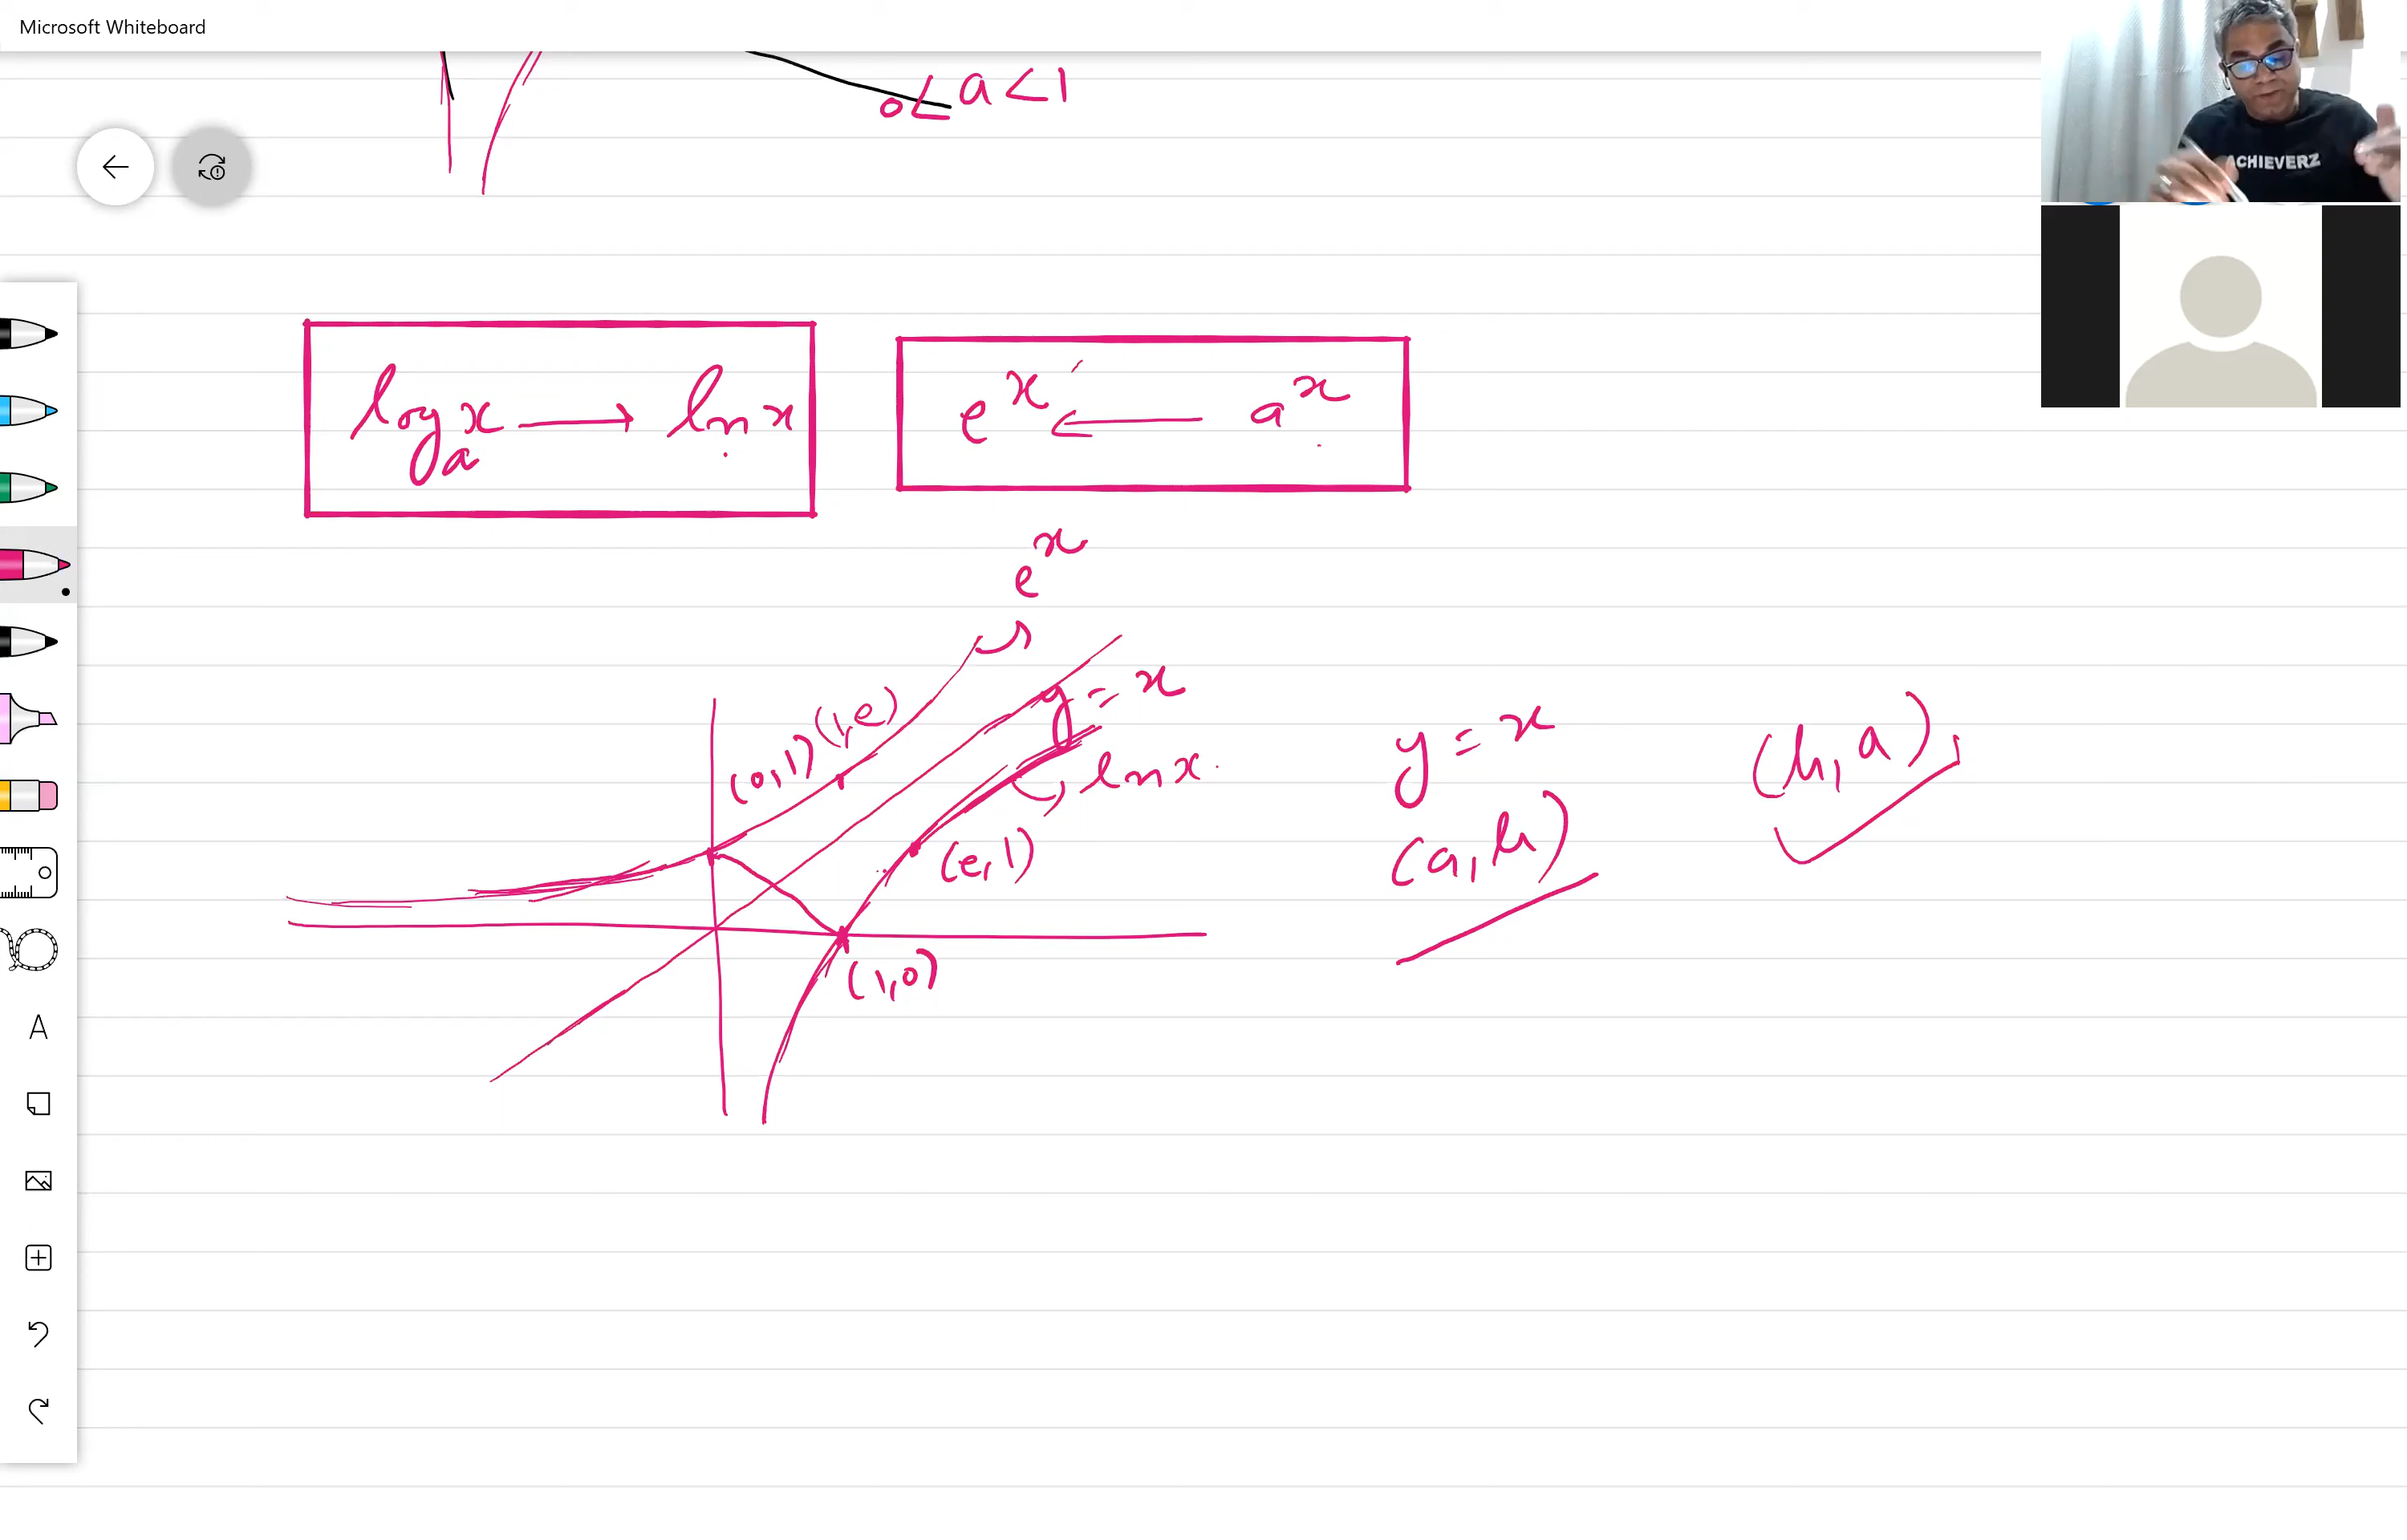 Microsoft Whiteboard
0<a<1
ACHIEVERZ
logₐx → ln x
eˣ ← aˣ
eˣ
(0,1) (1,e)
y = x
ln x
(e,1)
(1,0)
y = x
(a,b)
(b,a)
A